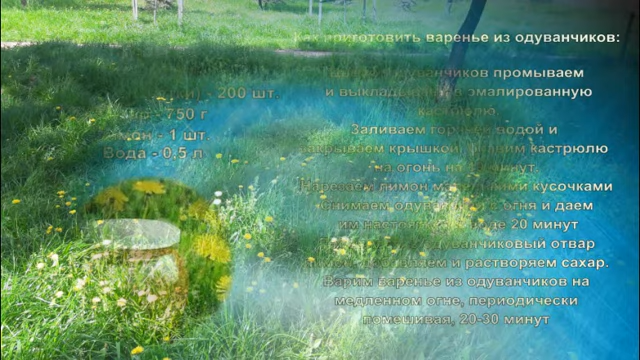 - 200 шт.
- 750 г
- 1 шт.
Вода - 0,5 л
Как приготовить варенье из одуванчиков:
одуванчиков промываем
и выкладываем в эмалированную
кастрюлю.
Заливаем горячей водой и
закрываем крышкой, ставим кастрюлю
на огонь на
Нарезаем лимон маленькими кусочками
Снимаем одуванчики с огня и даем
им настояться в воде 20 минут
одуванчиковый отвар
и растворяем сахар.
Варим варенье из одуванчиков на
медленном огне, периодически
помешивая, 20-30 минут